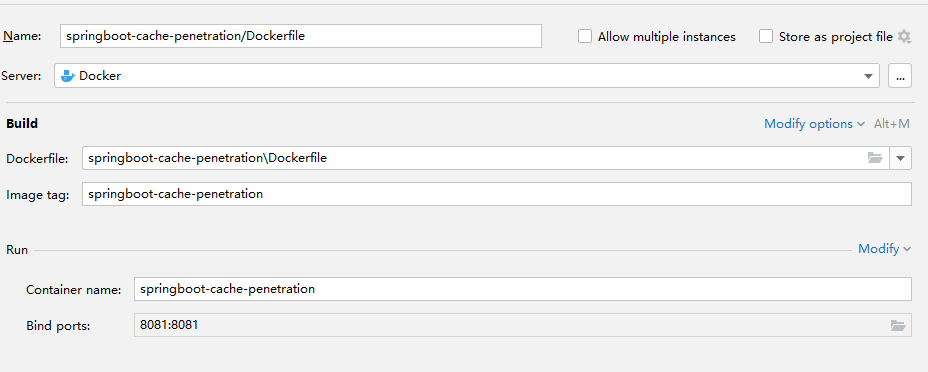 Name: springboot-cache-penetration/Dockerfile Allow multiple instances Store as project file
Server: Docker ...
Build Modify options Alt+M
Dockerfile: springboot-cache-penetration\Dockerfile
Image tag: springboot-cache-penetration
Run Modify
Container name: springboot-cache-penetration
Bind ports: 8081:8081